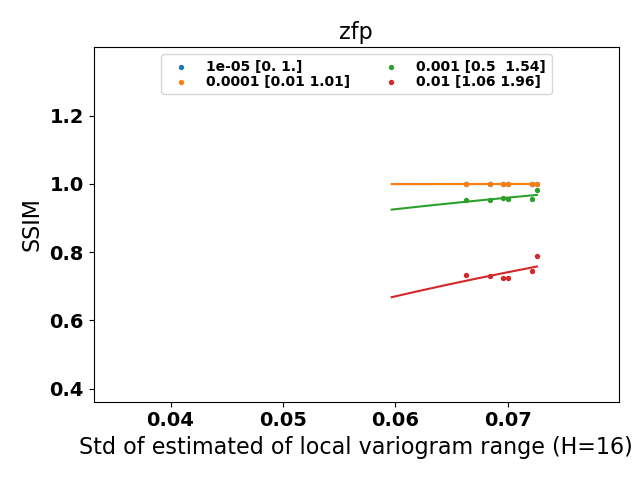 zfp
1e-05 [0. 1.]
0.0001 [0.01 1.01]
0.001 [0.5  1.54]
0.01 [1.06 1.96]
SSIM
1.2
1.0
0.8
0.6
0.4
0.04 0.05 0.06 0.07
Std of estimated of local variogram range (H=16)